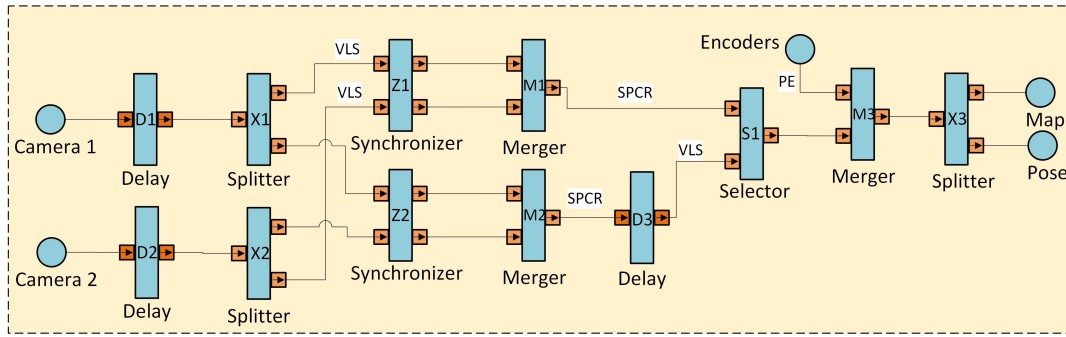 Camera 1
D1
Delay
X1
Splitter
VLS
VLS
Z1
Synchronizer
M1
Merger
SPCR
Camera 2
D2
Delay
X2
Splitter
Z2
Synchronizer
M2
Merger
SPCR
D3
Delay
VLS
S1
Selector
Encoders
PE
M3
Merger
X3
Splitter
Map
Pose